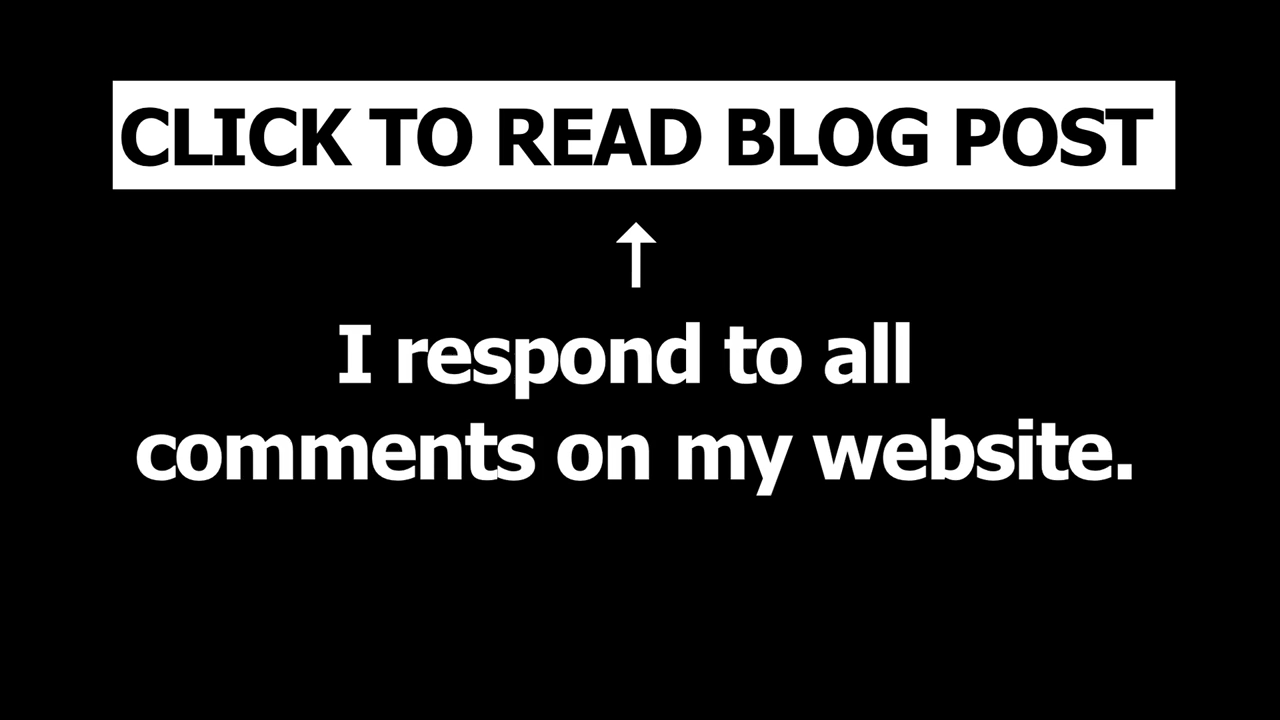 CLICK TO READ BLOG POST
↑
I respond to all
comments on my website.